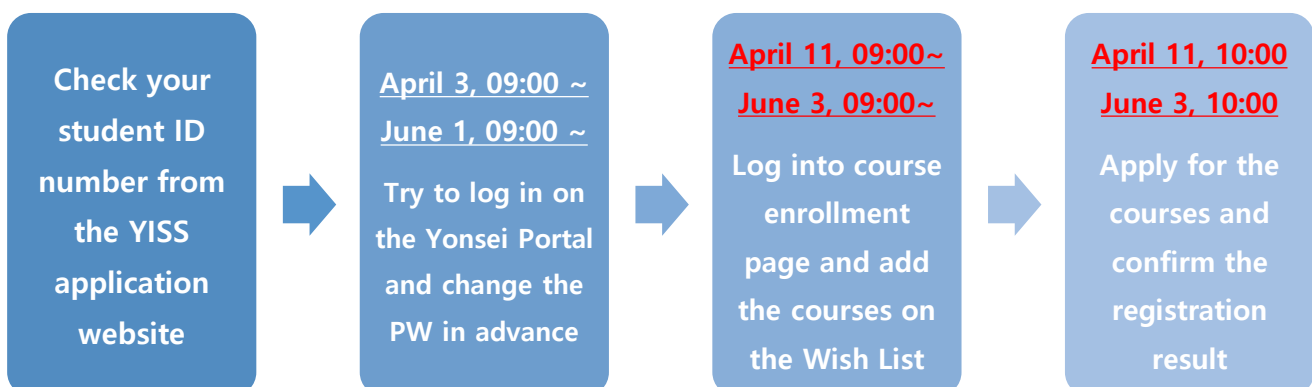 Check your
student ID
number from
the YISS
application
website
April 3, 09:00 ~
June 1, 09:00 ~
Try to log in on
the Yonsei Portal
and change the
PW in advance
April 11, 09:00~
June 3, 09:00~
Log into course
enrollment
page and add
the courses on
the Wish List
April 11, 10:00
June 3, 10:00
Apply for the
courses and
confirm the
registration
result